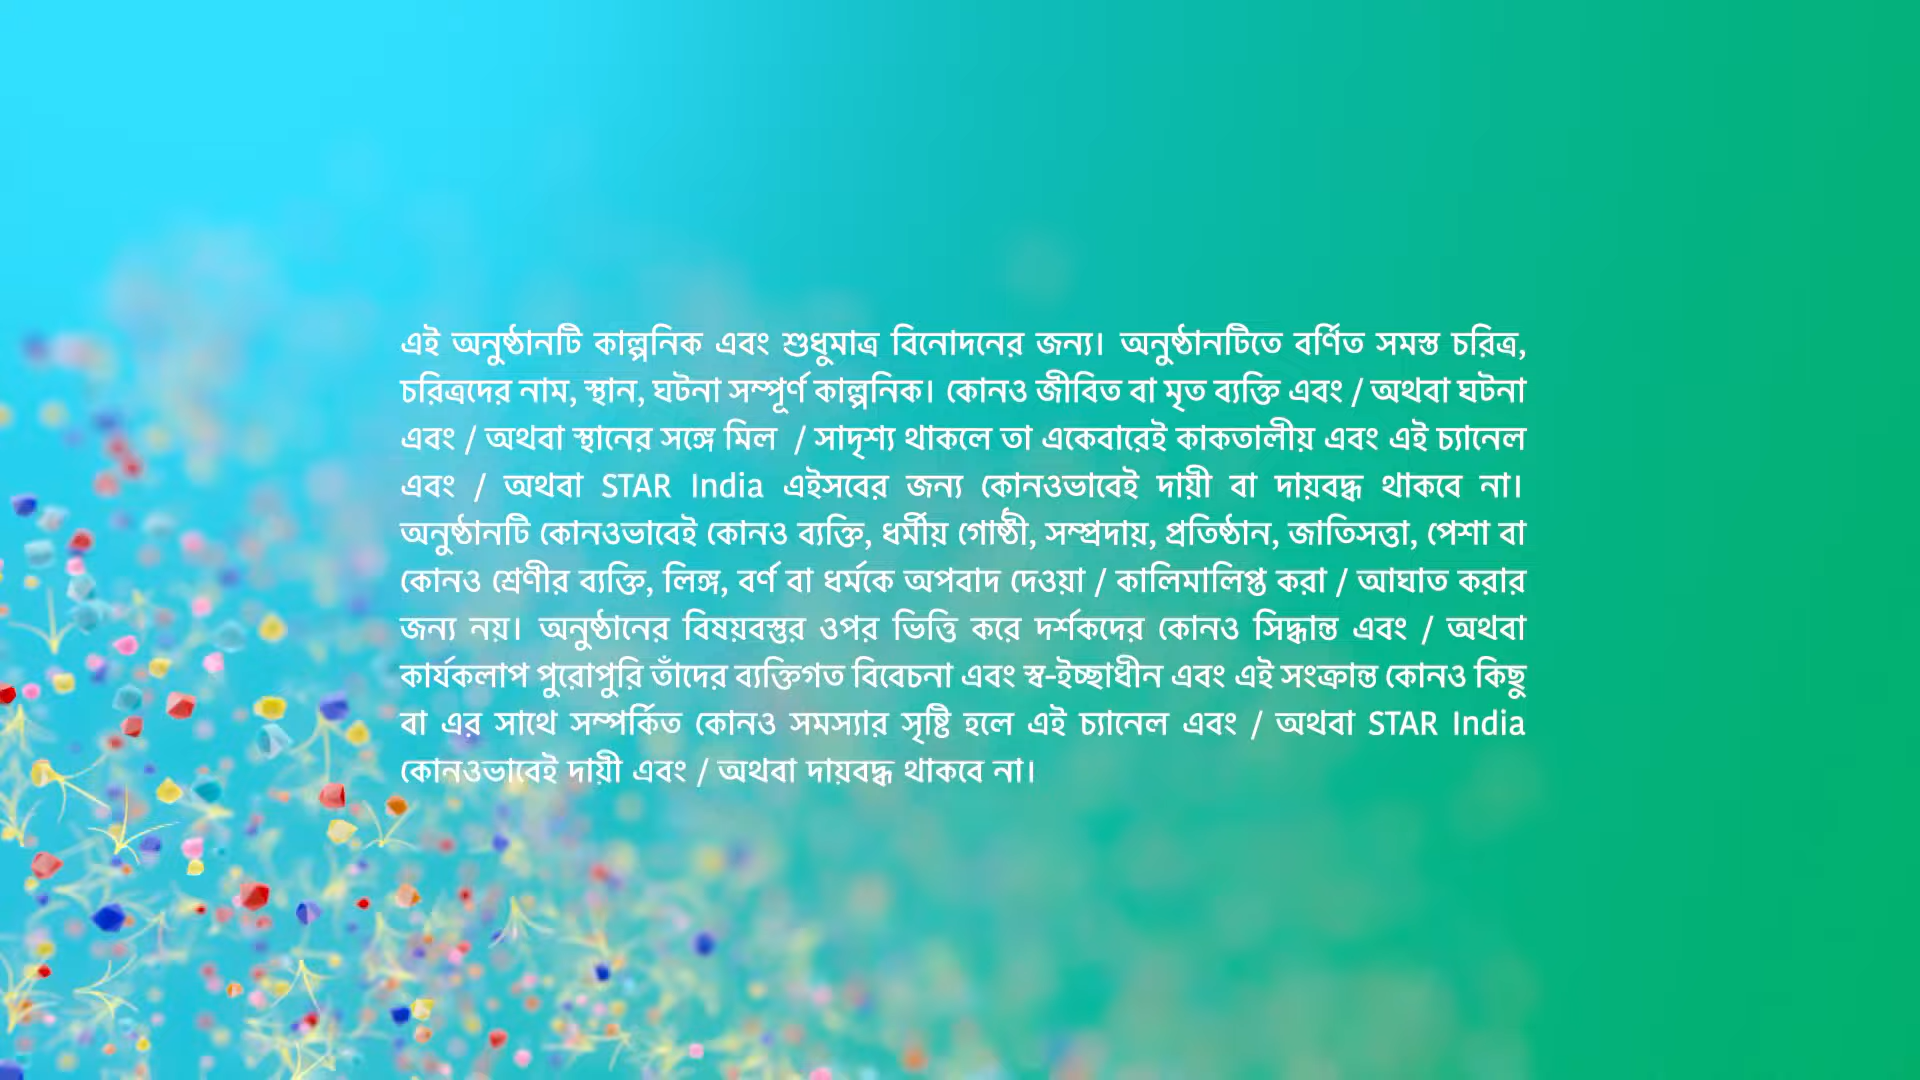 এই অনুষ্ঠানটি কাল্পনিক এবং শুধুমাত্র বিনোদনের জন্য। অনুষ্ঠানটিতে বর্ণিত সমস্ত চরিত্র,
চরিত্রদের নাম, স্থান, ঘটনা সম্পূর্ণ কাল্পনিক। কোনও জীবিত বা মৃত ব্যক্তি এবং / অথবা ঘটনা
এবং / অথবা স্থানের সঙ্গে মিল / সাদৃশ্য থাকলে তা একেবারেই কাকতালীয় এবং এই চ্যানেল
এবং / অথবা STAR India এইসবের জন্য কোনওভাবেই দায়ী বা দায়বদ্ধ থাকবে না।
অনুষ্ঠানটি কোনওভাবেই কোনও ব্যক্তি, ধর্মীয় গোষ্ঠী, সম্প্রদায়, প্রতিষ্ঠান, জাতিসত্তা, পেশা বা
কোনও শ্রেণীর ব্যক্তি, লিঙ্গ, বর্ণ বা ধর্মকে অপবাদ দেওয়া / কালিমালিপ্ত করা / আঘাত করার
জন্য নয়। অনুষ্ঠানের বিষয়বস্তুর ওপর ভিত্তি করে দর্শকদের কোনও সিদ্ধান্ত এবং / অথবা
কার্যকলাপ পুরোপুরি তাঁদের ব্যক্তিগত বিবেচনা এবং স্ব-ইচ্ছাধীন এবং এই সংক্রান্ত কোনও কিছু
বা এর সাথে সম্পর্কিত কোনও সমস্যার সৃষ্টি হলে এই চ্যানেল এবং / অথবা STAR India
কোনওভাবেই দায়ী এবং / অথবা দায়বদ্ধ থাকবে না।